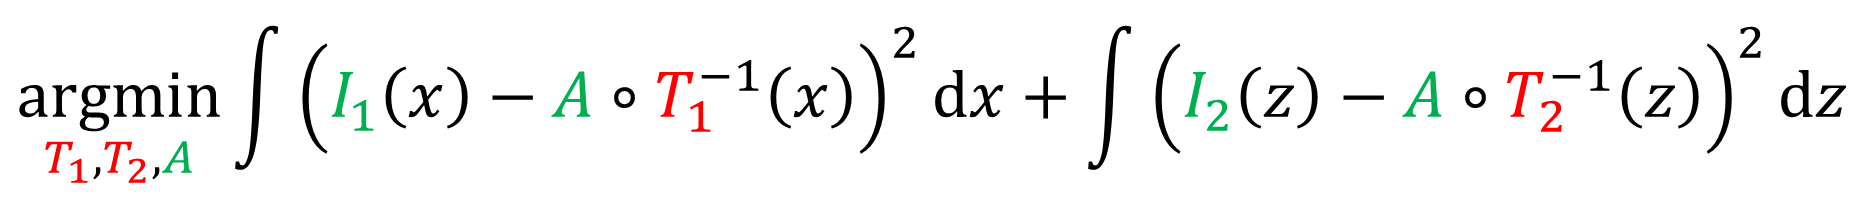 argmin ∫ (I₁(x) − A ∘ T₁⁻¹(x))² dx + ∫ (I₂(z) − A ∘ T₂⁻¹(z))² dz
T₁,T₂,A